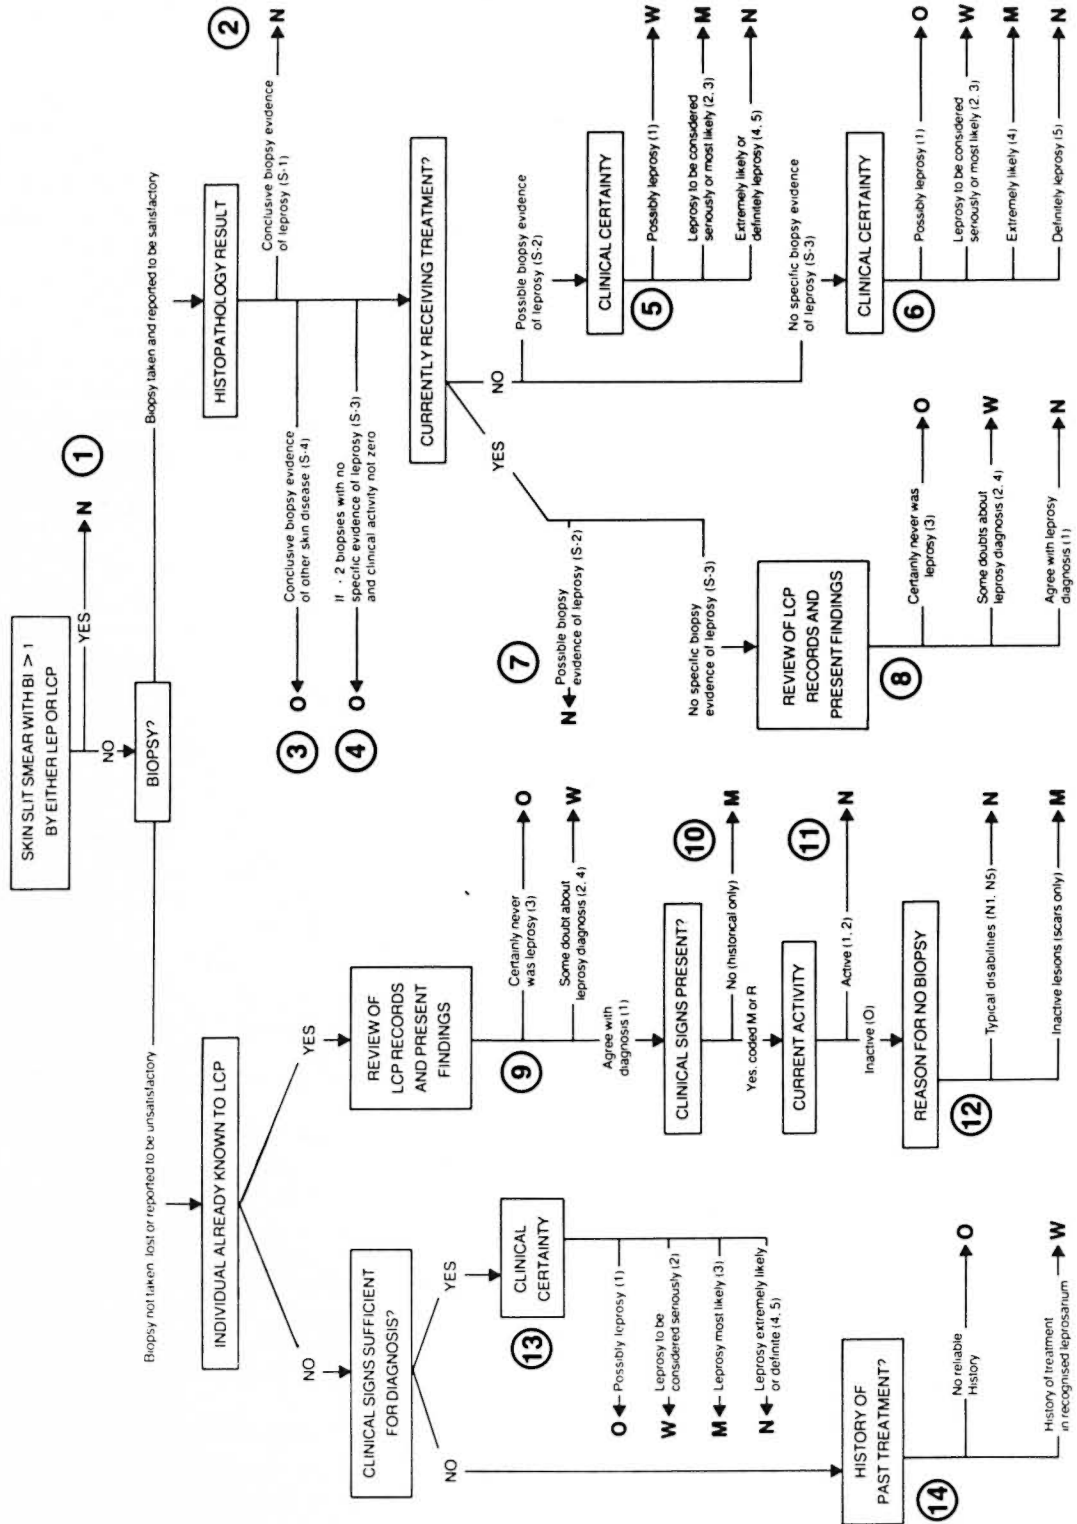 SKIN SLIT SMEAR WITH BI > 1
BY EITHER LEP OR LCP
YES
N
1
NO
BIOPSY?
Biopsy not taken lost or reported to be unsatisfactory
Biopsy taken and reported to be satisfactory
HISTOPATHOLOGY RESULT
2
Conclusive biopsy evidence
of leprosy (S-1)
N
Conclusive biopsy evidence
of other skin disease (S-4)
O
3
If · 2 biopsies with no
specific evidence of leprosy (S-3)
and clinical activity not zero
O
4
CURRENTLY RECEIVING TREATMENT?
NO
Possible biopsy evidence
of leprosy (S-2)
CLINICAL CERTAINTY
5
Possibly leprosy (1)
W
Leprosy to be considered
seriously or most likely (2, 3)
M
Extremely likely or
definitely leprosy (4, 5)
N
No specific biopsy evidence
of leprosy (S-3)
CLINICAL CERTAINTY
6
Possibly leprosy (1)
O
Leprosy to be considered
seriously or most likely (2, 3)
W
Extremely likely (4)
M
Definitely leprosy (5)
N
YES
7
N
Possible biopsy
evidence of leprosy (S-2)
No specific biopsy
evidence of leprosy (S-3)
REVIEW OF LCP
RECORDS AND
PRESENT FINDINGS
8
Certainly never was
leprosy (3)
O
Some doubts about
leprosy diagnosis (2, 4)
W
Agree with leprosy
diagnosis (1)
N
INDIVIDUAL ALREADY KNOWN TO LCP
YES
REVIEW OF
LCP RECORDS
AND PRESENT
FINDINGS
9
Certainly never
was leprosy (3)
O
Some doubt about
leprosy diagnosis (2, 4)
W
Agree with
diagnosis (1)
CLINICAL SIGNS PRESENT?
10
No (historical only)
M
Yes, coded M or R
CURRENT ACTIVITY
11
Active (1, 2)
N
Inactive (O)
REASON FOR NO BIOPSY
12
Typical disabilities (N1, N5)
N
Inactive lesions (scars only)
M
NO
CLINICAL SIGNS SUFFICIENT
FOR DIAGNOSIS?
YES
CLINICAL
CERTAINTY
13
O
Possibly leprosy (1)
W
Leprosy to be
considered seriously (2)
M
Leprosy most likely (3)
N
Leprosy extremely likely
or definite (4, 5)
NO
HISTORY OF
PAST TREATMENT?
14
No reliable
History
O
History of treatment
in recognised leprosarium
W